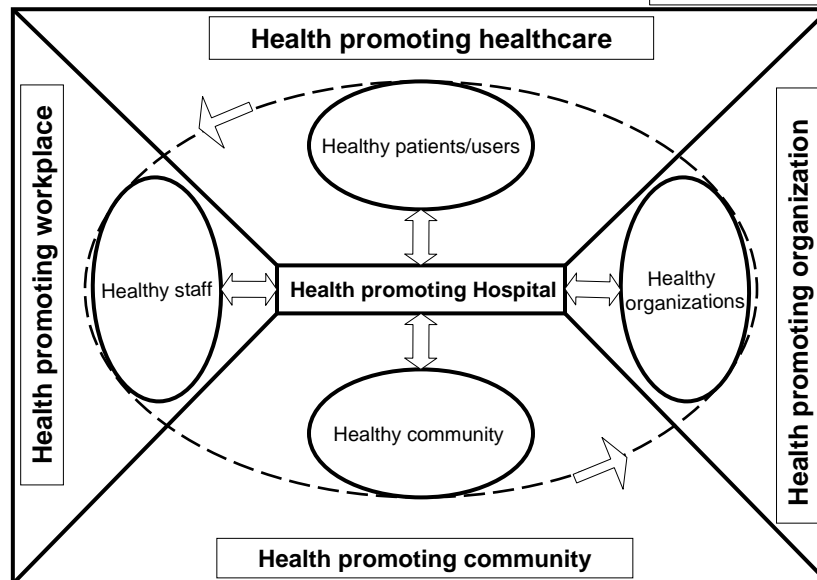 Health promoting healthcare
Health promoting workplace
Healthy patients/users
Healthy staff
Health promoting Hospital
Healthy
organizations
Health promoting organization
Healthy community
Health promoting community